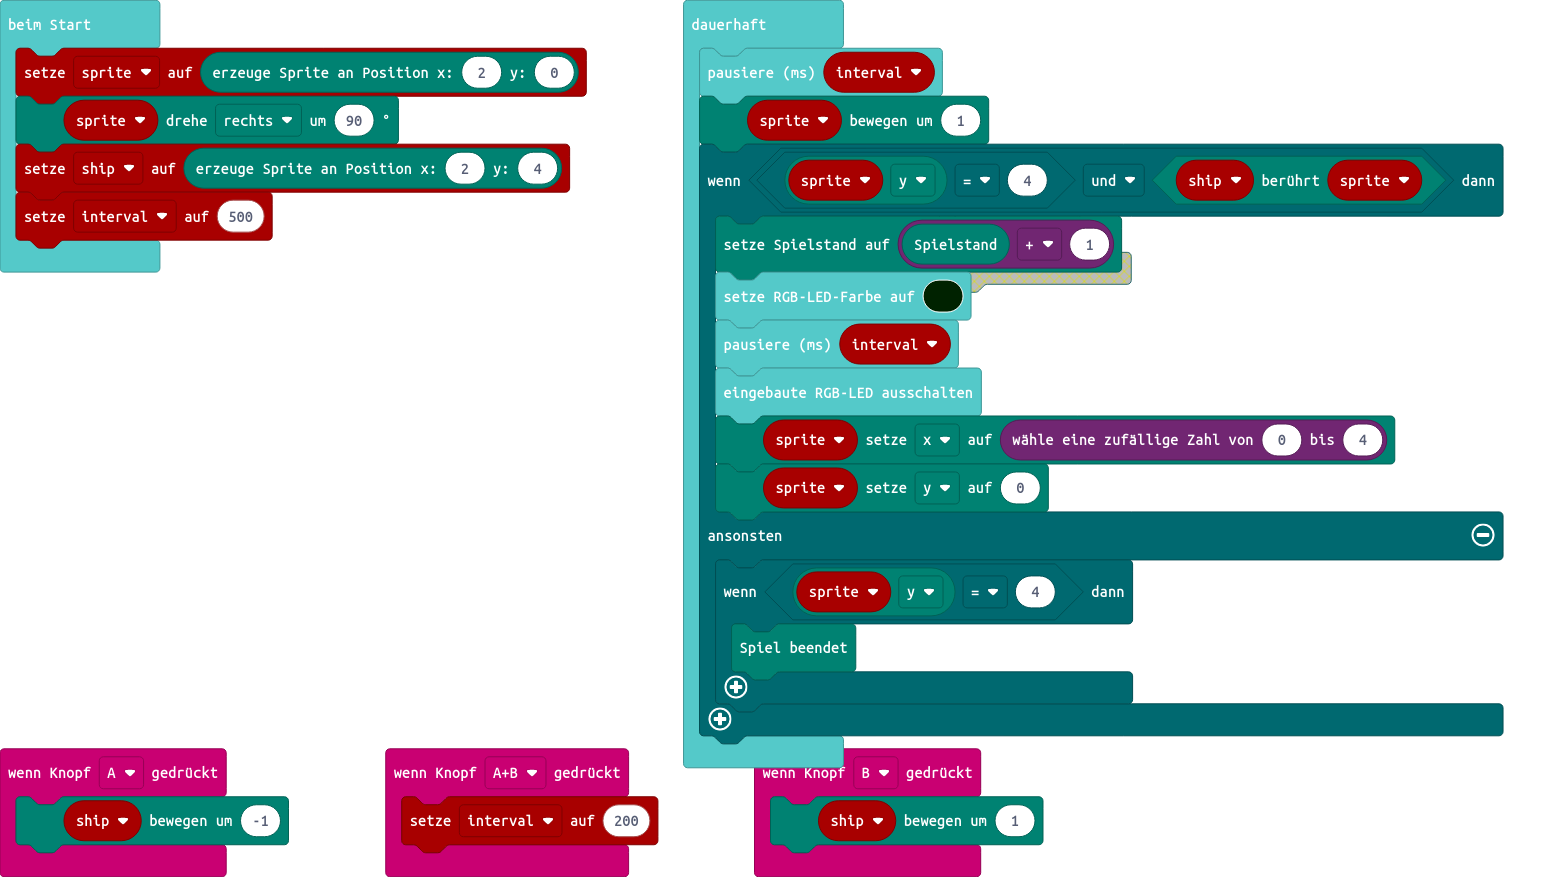 beim Start
setze sprite auf erzeuge Sprite an Position x: 2 y: 0
sprite drehe rechts um 90 °
setze ship auf erzeuge Sprite an Position x: 2 y: 4
setze interval auf 500
dauerhaft
pausiere (ms) interval
sprite bewegen um 1
wenn sprite y = 4 und ship berührt sprite dann
setze Spielstand auf Spielstand + 1
setze RGB-LED-Farbe auf
pausiere (ms) interval
eingebaute RGB-LED ausschalten
sprite setze x auf wähle eine zufällige Zahl von 0 bis 4
sprite setze y auf 0
ansonsten
wenn sprite y = 4 dann
Spiel beendet
wenn Knopf A gedrückt
ship bewegen um -1
wenn Knopf A+B gedrückt
setze interval auf 200
wenn Knopf B gedrückt
ship bewegen um 1